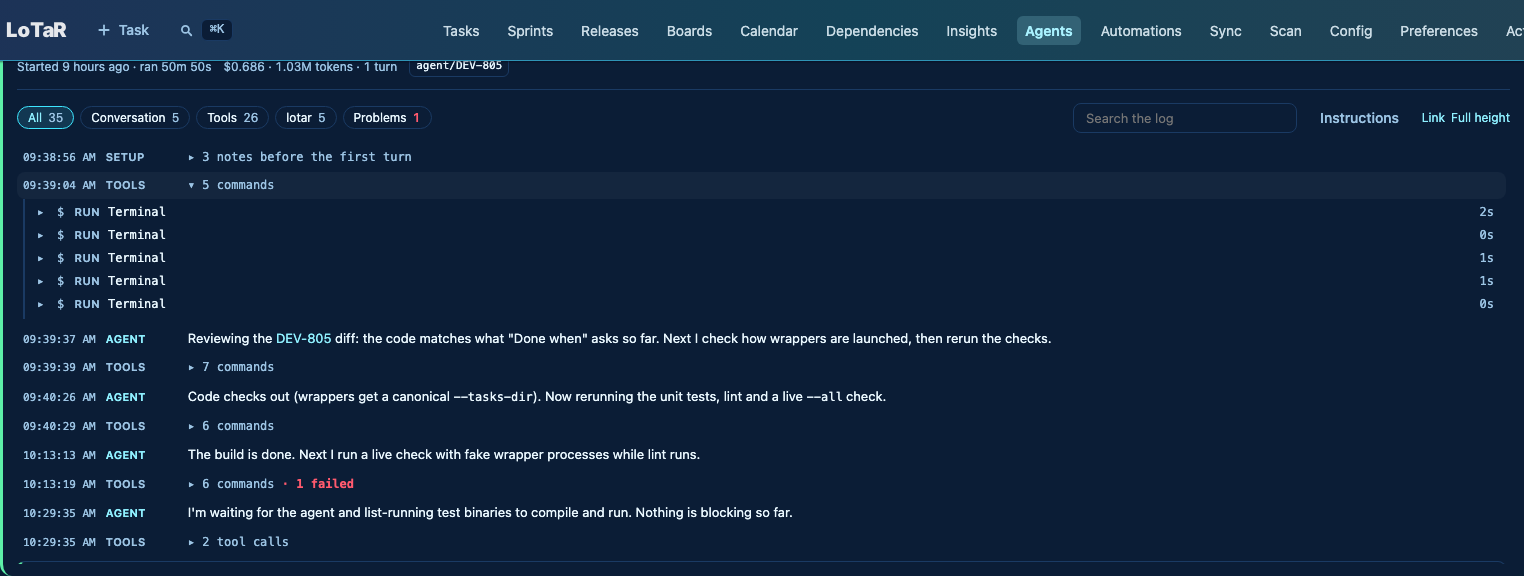 LoTaR + Task ⌘K Tasks Sprints Releases Boards Calendar Dependencies Insights Agents Automations Sync Scan Config Preferences Ac
Started 9 hours ago · ran 50m 50s $0.686 · 1.03M tokens · 1 turn agent/DEV-805
All 35 Conversation 5 Tools 26 lotar 5 Problems 1 Search the log Instructions Link Full height
09:38:56 AM SETUP ▸ 3 notes before the first turn
09:39:04 AM TOOLS ▾ 5 commands
▸ $ RUN Terminal 2s
▸ $ RUN Terminal 0s
▸ $ RUN Terminal 1s
▸ $ RUN Terminal 1s
▸ $ RUN Terminal 0s
09:39:37 AM AGENT Reviewing the DEV-805 diff: the code matches what "Done when" asks so far. Next I check how wrappers are launched, then rerun the checks.
09:39:39 AM TOOLS ▸ 7 commands
09:40:26 AM AGENT Code checks out (wrappers get a canonical --tasks-dir). Now rerunning the unit tests, lint and a live --all check.
09:40:29 AM TOOLS ▸ 6 commands
10:13:13 AM AGENT The build is done. Next I run a live check with fake wrapper processes while lint runs.
10:13:19 AM TOOLS ▸ 6 commands · 1 failed
10:29:35 AM AGENT I'm waiting for the agent and list-running test binaries to compile and run. Nothing is blocking so far.
10:29:35 AM TOOLS ▸ 2 tool calls